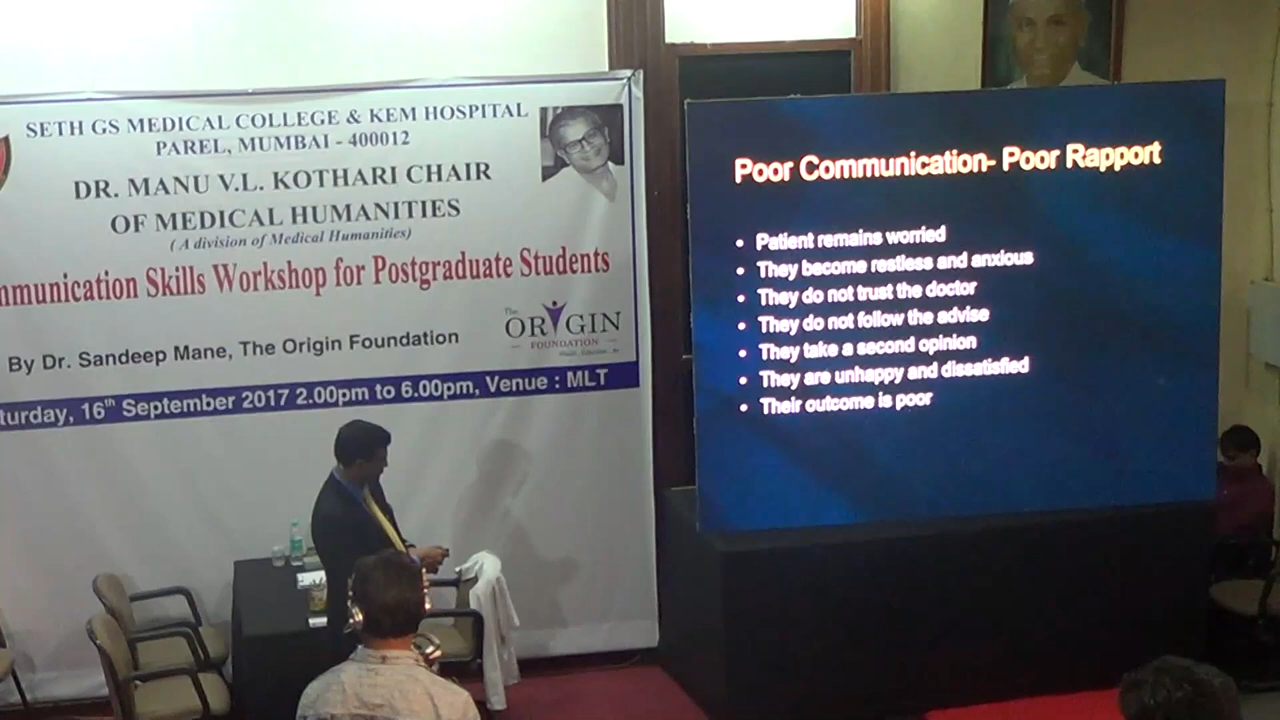 SETH GS MEDICAL COLLEGE & KEM HOSPITAL
PAREL, MUMBAI - 400012
DR. MANU V.L. KOTHARI CHAIR
OF MEDICAL HUMANITIES
( A division of Medical Humanities)
mmunication Skills Workshop for Postgraduate Students
The
ORIGIN
FOUNDATION
By Dr. Sandeep Mane, The Origin Foundation
turday, 16th September 2017 2.00pm to 6.00pm, Venue : MLT
Poor Communication- Poor Rapport
• Patient remains worried
• They become restless and anxious
• They do not trust the doctor
• They do not follow the advise
• They take a second opinion
• They are unhappy and dissatisfied
• Their outcome is poor